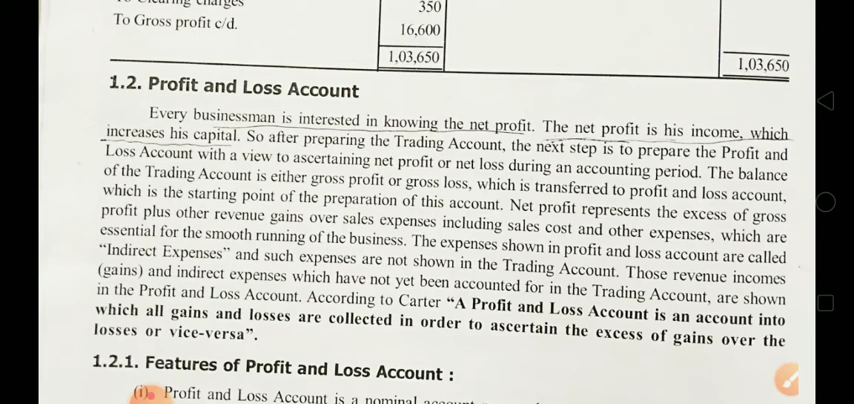 charges
350
To Gross profit c/d.
16,600
1,03,650
1,03,650
1.2. Profit and Loss Account
Every businessman is interested in knowing the net profit. The net profit is his income, which
increases his capital. So after preparing the Trading Account, the next step is to prepare the Profit and
Loss Account with a view to ascertaining net profit or net loss during an accounting period. The balance
of the Trading Account is either gross profit or gross loss, which is transferred to profit and loss account,
which is the starting point of the preparation of this account. Net profit represents the excess of gross
profit plus other revenue gains over sales expenses including sales cost and other expenses, which are
essential for the smooth running of the business. The expenses shown in profit and loss account are called
“Indirect Expenses” and such expenses are not shown in the Trading Account. Those revenue incomes
(gains) and indirect expenses which have not yet been accounted for in the Trading Account, are shown
in the Profit and Loss Account. According to Carter “A Profit and Loss Account is an account into
which all gains and losses are collected in order to ascertain the excess of gains over the
losses or vice-versa”.
1.2.1. Features of Profit and Loss Account :
(i) Profit and Loss Account is a nominal